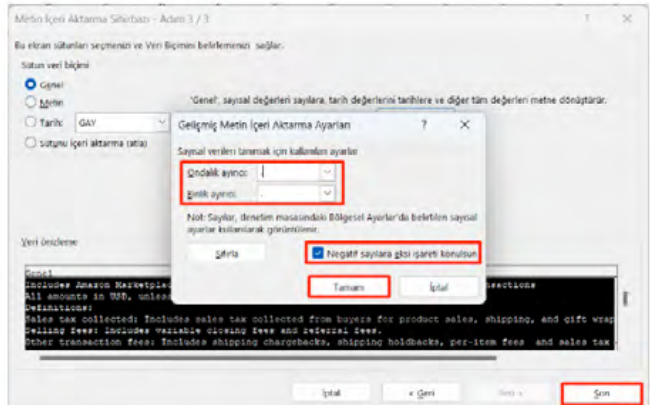 Metin İçeri Aktarma Sihirbazı - Adım 3 / 3
Bu ekran sütunları seçmenizi ve Veri Biçimini belirlemenizi sağlar.
Sütun veri biçimi
Genel
Metin
'Genel', sayısal değerleri sayılara, tarih değerlerini tarihlere ve diğer tüm değerleri metne dönüştürür.
Tarih: GAY
Sütunu içeri aktarma (atla)
Gelişmiş Metin İçeri Aktarma Ayarları ? ×
Sayısal verileri tanımak için kullanılan ayarlar
Ondalık ayırıcı:
Binlik ayırıcı:
Not: Sayılar, denetim masasındaki Bölgesel Ayarlar'da belirtilen sayısal
ayarlar kullanılarak görüntülenir.
Sıfırla
Negatif sayılara eksi işareti konulsun
Tamam
İptal
Veri önizleme
Genel
Includes Amazon Marketplac sactions
All amounts in USD, unless
Definitions:
Sales tax collected: Includes sales tax collected from buyers for product sales, shipping, and gift wrap
Selling fees: Includes variable closing fees and referral fees.
Other transaction fees: Includes shipping chargebacks, shipping holdbacks, per-item fees and sales tax
İptal
< Geri
İleri >
Son